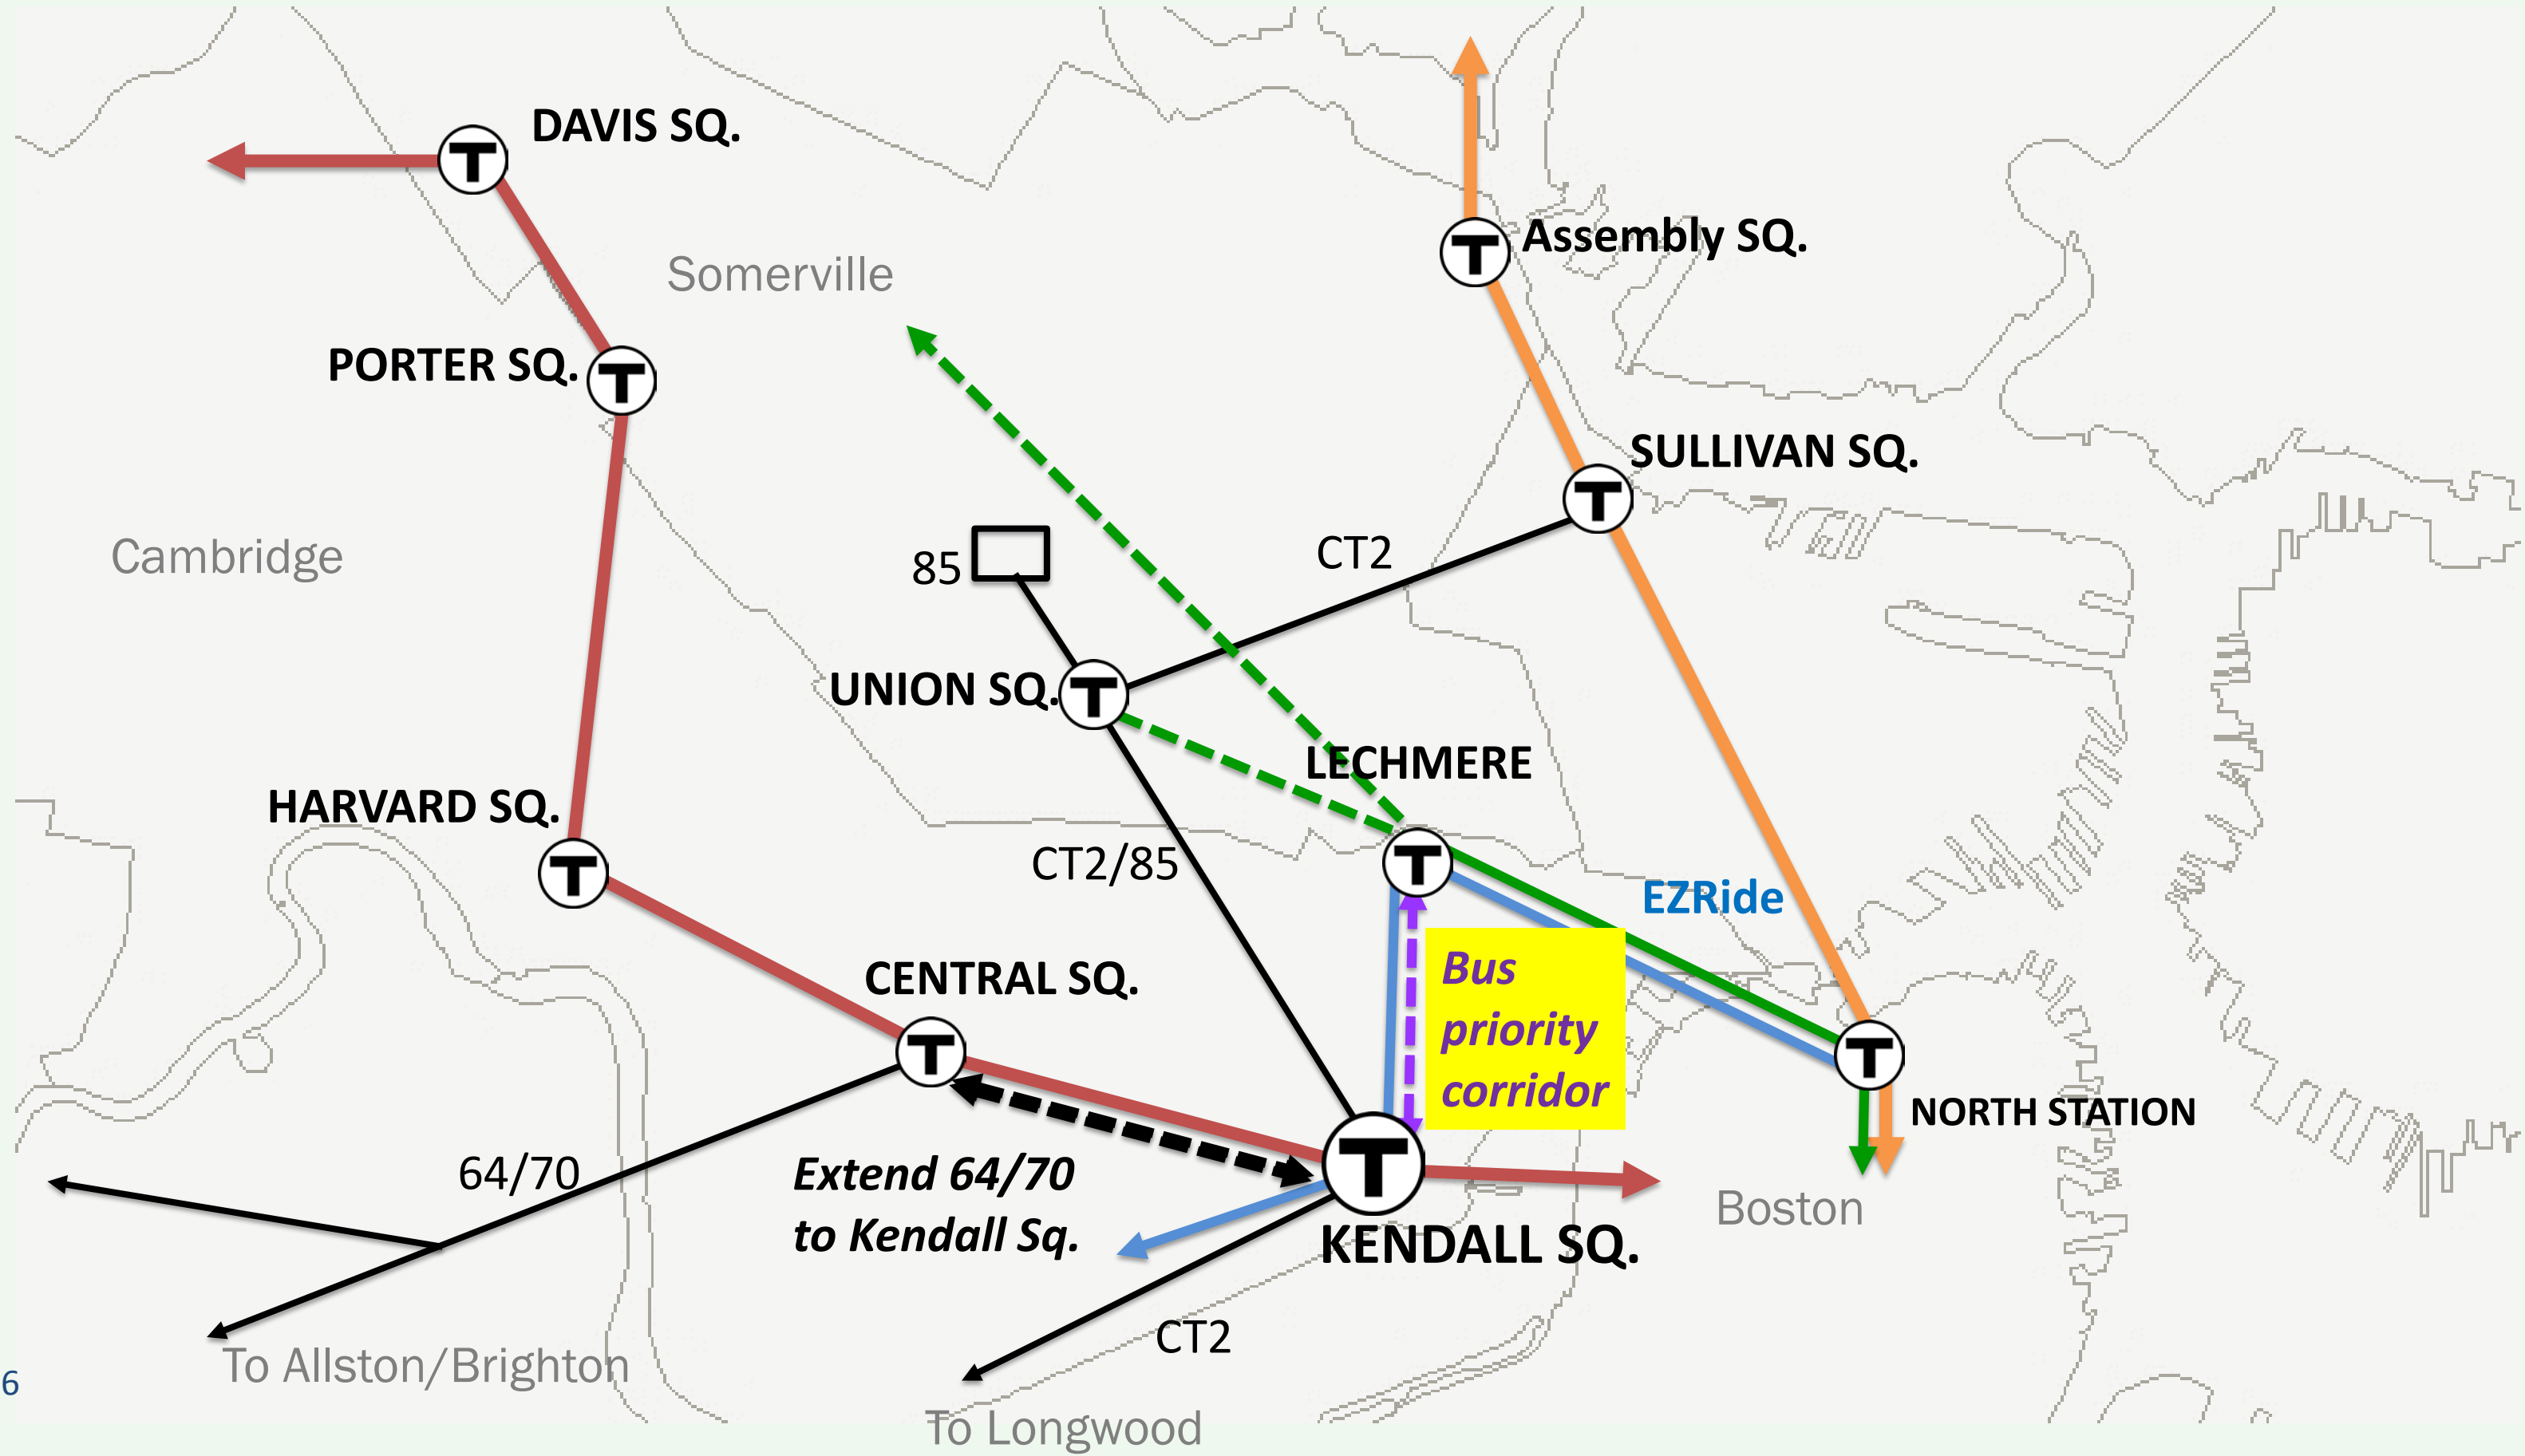 DAVIS SQ.
T
Assembly SQ.
T
Somerville
PORTER SQ.
T
SULLIVAN SQ.
T
Cambridge
85
CT2
UNION SQ.
T
LECHMERE
HARVARD SQ.
T
CT2/85
T
EZRide
CENTRAL SQ.
T
Bus
priority
corridor
T
NORTH STATION
64/70
Extend 64/70
to Kendall Sq.
T
KENDALL SQ.
Boston
CT2
To Allston/Brighton
To Longwood
6